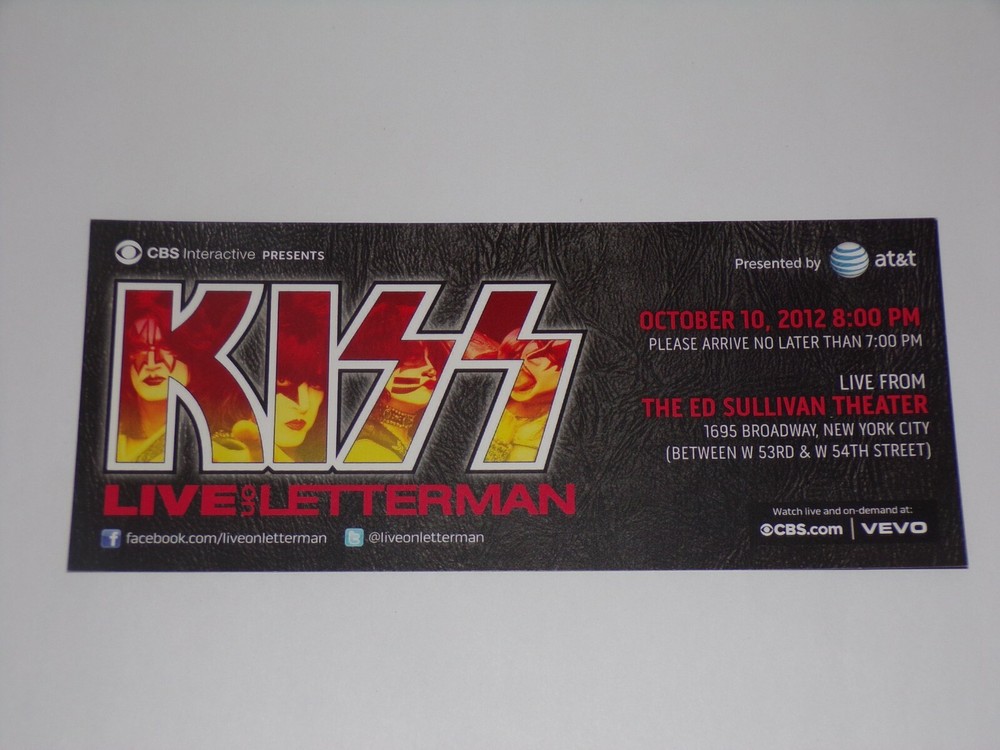 CBS Interactive PRESENTS
KISS
LIVE on LETTERMAN
facebook.com/liveonletterman
@liveonletterman
Presented by at&t
OCTOBER 10, 2012 8:00 PM
PLEASE ARRIVE NO LATER THAN 7:00 PM
LIVE FROM
THE ED SULLIVAN THEATER
1695 BROADWAY, NEW YORK CITY
(BETWEEN W 53RD & W 54TH STREET)
Watch live and on-demand at:
CBS.com | VEVO